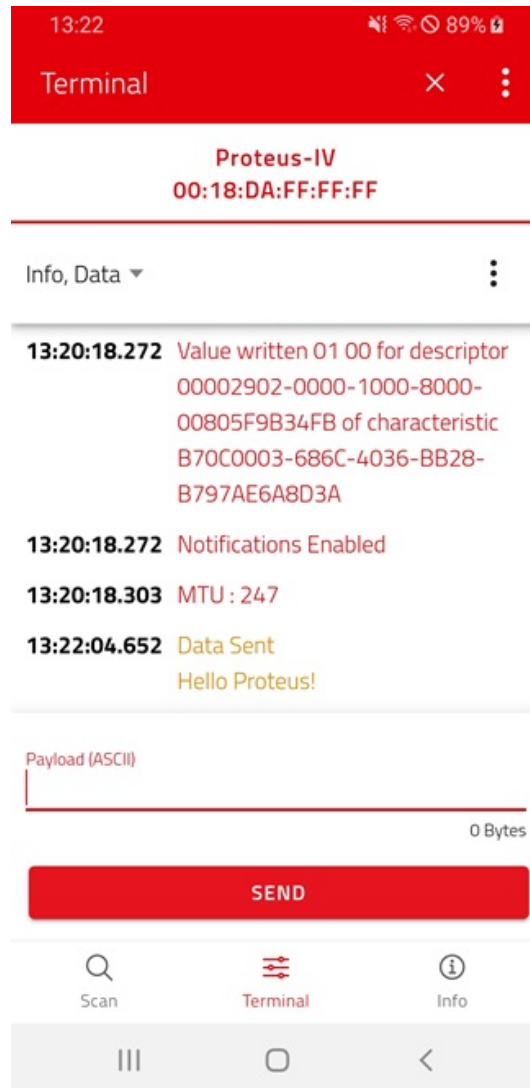 13:22 89%
Terminal
Proteus-IV
00:18:DA:FF:FF:FF
Info, Data
13:20:18.272 Value written 01 00 for descriptor
00002902-0000-1000-8000-
00805F9B34FB of characteristic
B70C0003-686C-4036-BB28-
B797AE6A8D3A
13:20:18.272 Notifications Enabled
13:20:18.303 MTU : 247
13:22:04.652 Data Sent
Hello Proteus!
Payload (ASCII)
0 Bytes
SEND
Scan Terminal Info